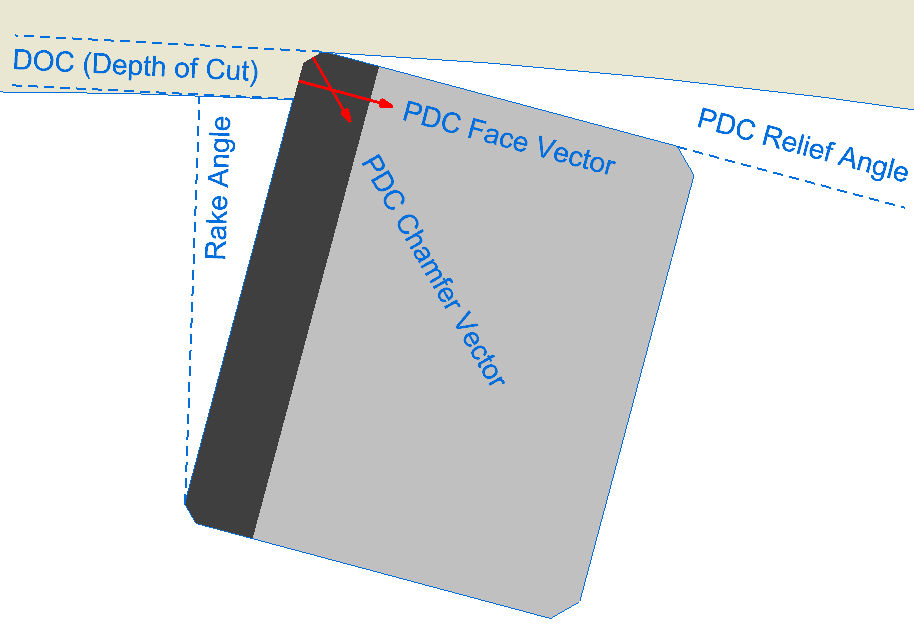 DOC (Depth of Cut)
PDC Face Vector
PDC Relief Angle
Rake Angle
PDC Chamfer Vector